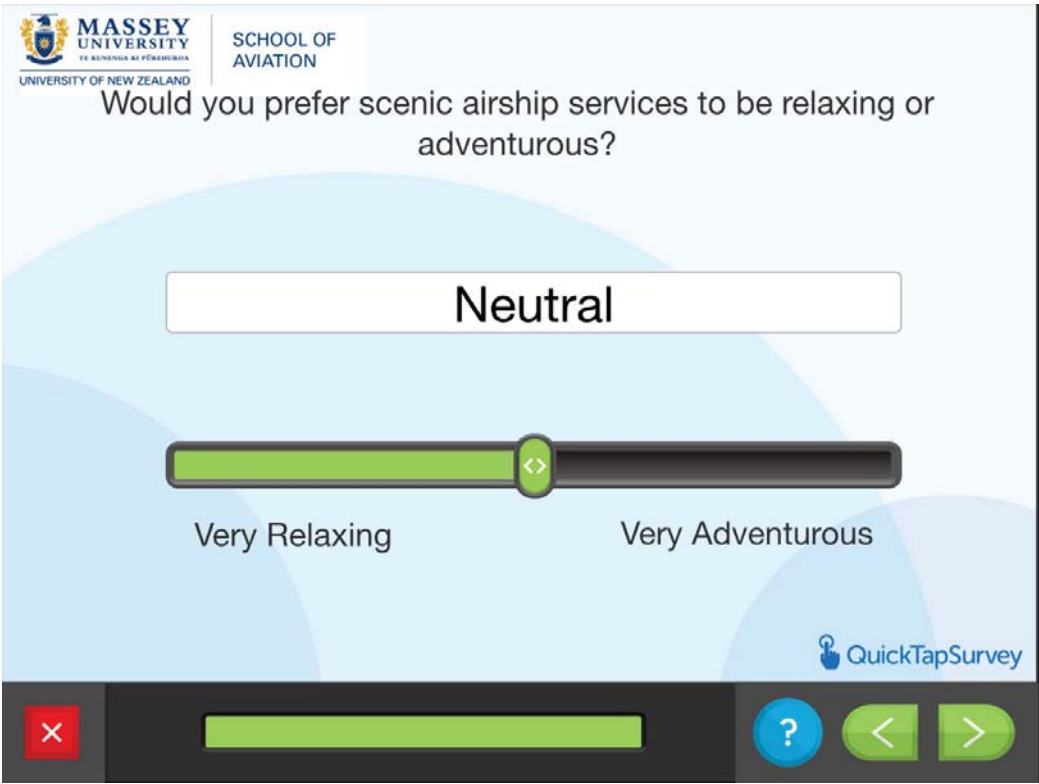 MASSEY
UNIVERSITY
TE KUNENGA KI PŪREHUROA
UNIVERSITY OF NEW ZEALAND
SCHOOL OF
AVIATION
Would you prefer scenic airship services to be relaxing or
adventurous?
Neutral
<>
Very Relaxing
Very Adventurous
QuickTapSurvey
?